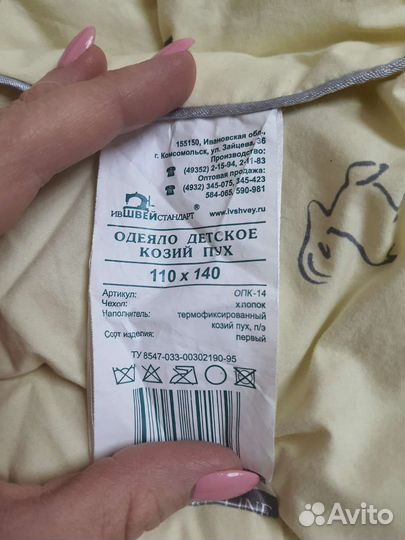 155150, Ивановская обл.,
г. Комсомольск, ул. Зайцева, 36
Производство:
(49352) 2-15-94, 2-11-83
Оптовая продажа:
(4932) 345-075, 345-423
584-065, 590-981
ивШВЕЙстандарт®
www.ivshvey.ru
ОДЕЯЛО ДЕТСКОЕ
КОЗИЙ ПУХ
110 х 140
Артикул: ОПК-14
Чехол: хлопок
Наполнитель: термофиксированный
козий пух, п/э
Сорт изделия: первый
ТУ 8547-033-00302190-95
Avito